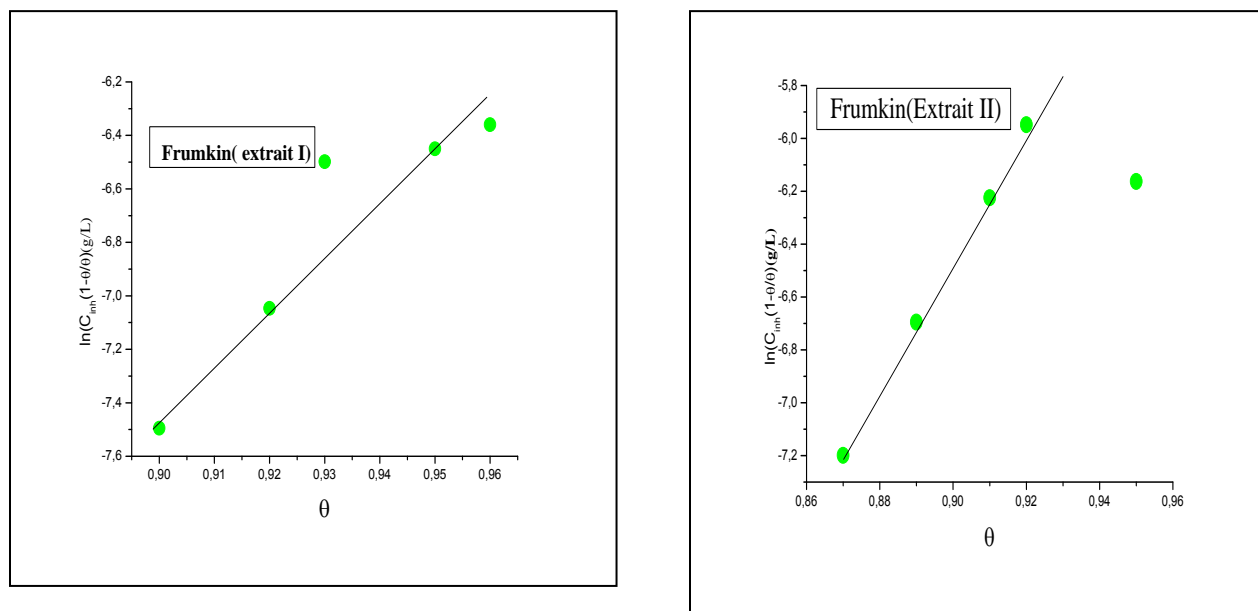 Frumkin( extrait I)
ln(C_inh(1-θ/θ)(g/L)
-6,2
-6,4
-6,6
-6,8
-7,0
-7,2
-7,4
-7,6
0,90 0,91 0,92 0,93 0,94 0,95 0,96
θ
Frumkin(Extrait II)
ln(C_inh(1-θ/θ)(g/L)
-5,8
-6,0
-6,2
-6,4
-6,6
-6,8
-7,0
-7,2
0,86 0,88 0,90 0,92 0,94 0,96
θ